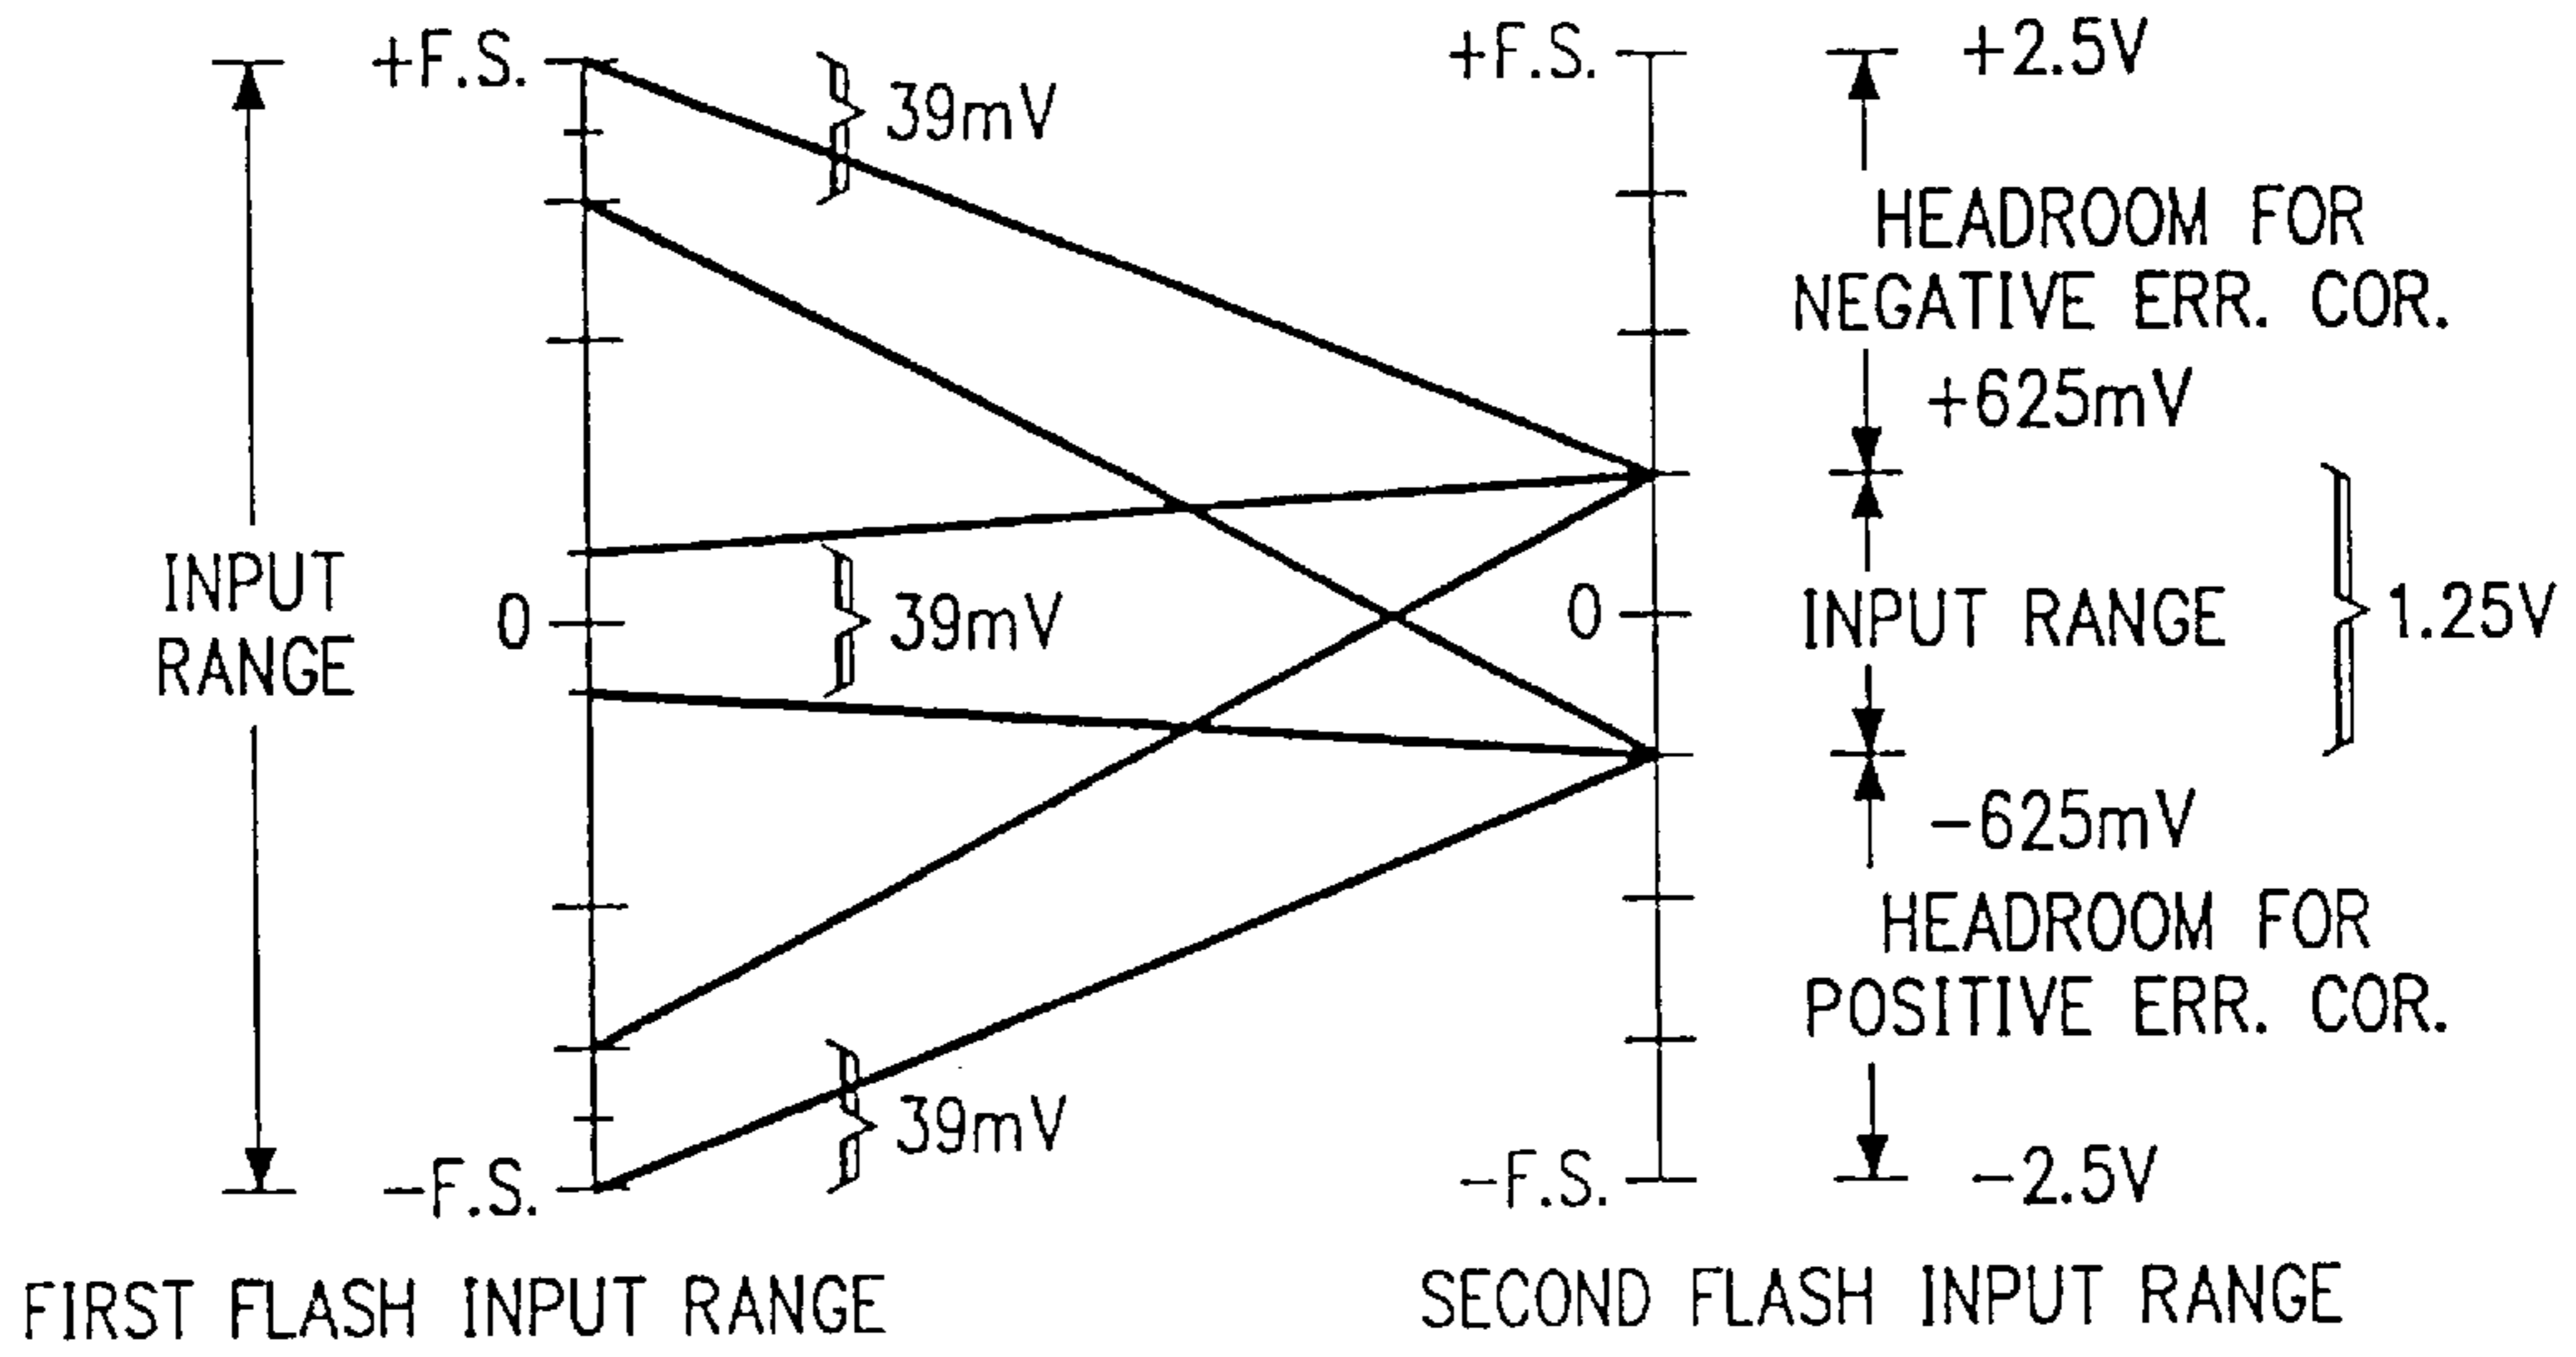 +F.S.
39mV
INPUT
RANGE
0
39mV
39mV
-F.S.
FIRST FLASH INPUT RANGE
+F.S.
+2.5V
HEADROOM FOR
NEGATIVE ERR. COR.
+625mV
0
INPUT RANGE
1.25V
-625mV
HEADROOM FOR
POSITIVE ERR. COR.
-F.S.
-2.5V
SECOND FLASH INPUT RANGE